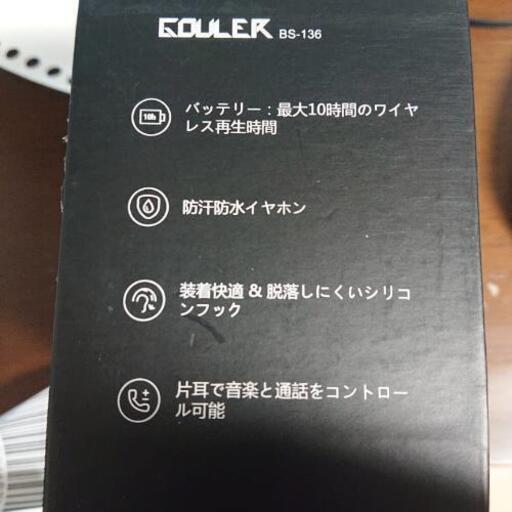 GOULER BS-136
10h
バッテリー：最大10時間のワイヤ
レス再生時間
防汗防水イヤホン
装着快適 & 脱落しにくいシリコ
ンフック
片耳で音楽と通話をコントロー
ル可能